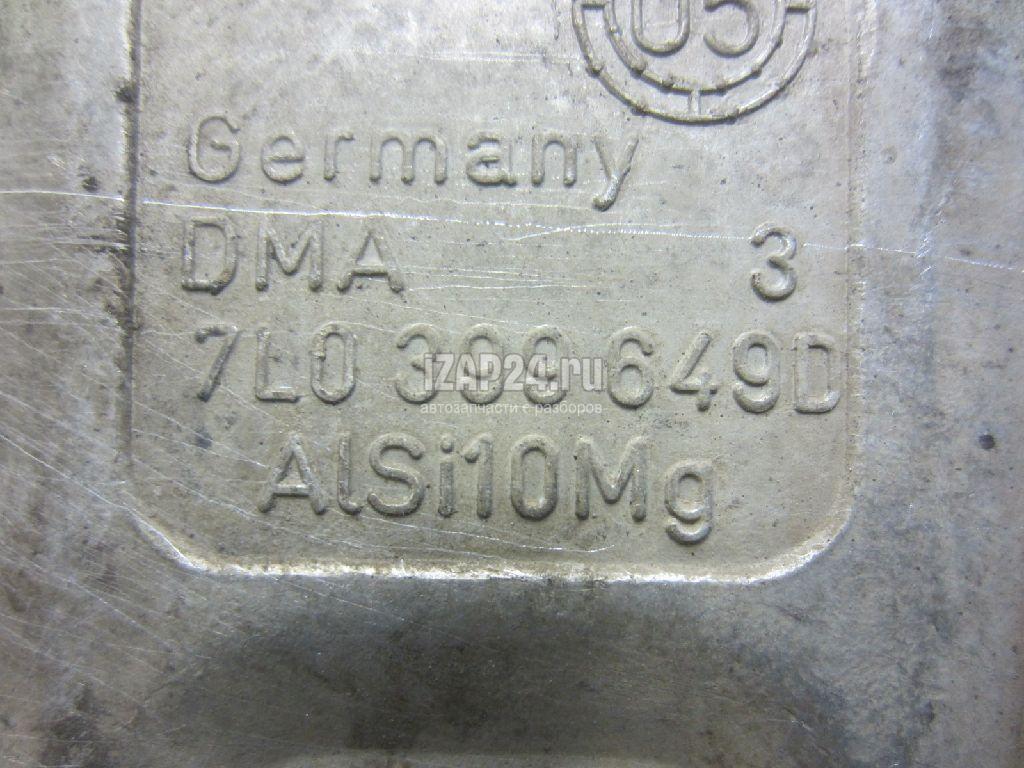 05
Germany
DMA 3
7L0 399 649D
iZAP24.ru
автозапчасти с разборов
AlSi10Mg